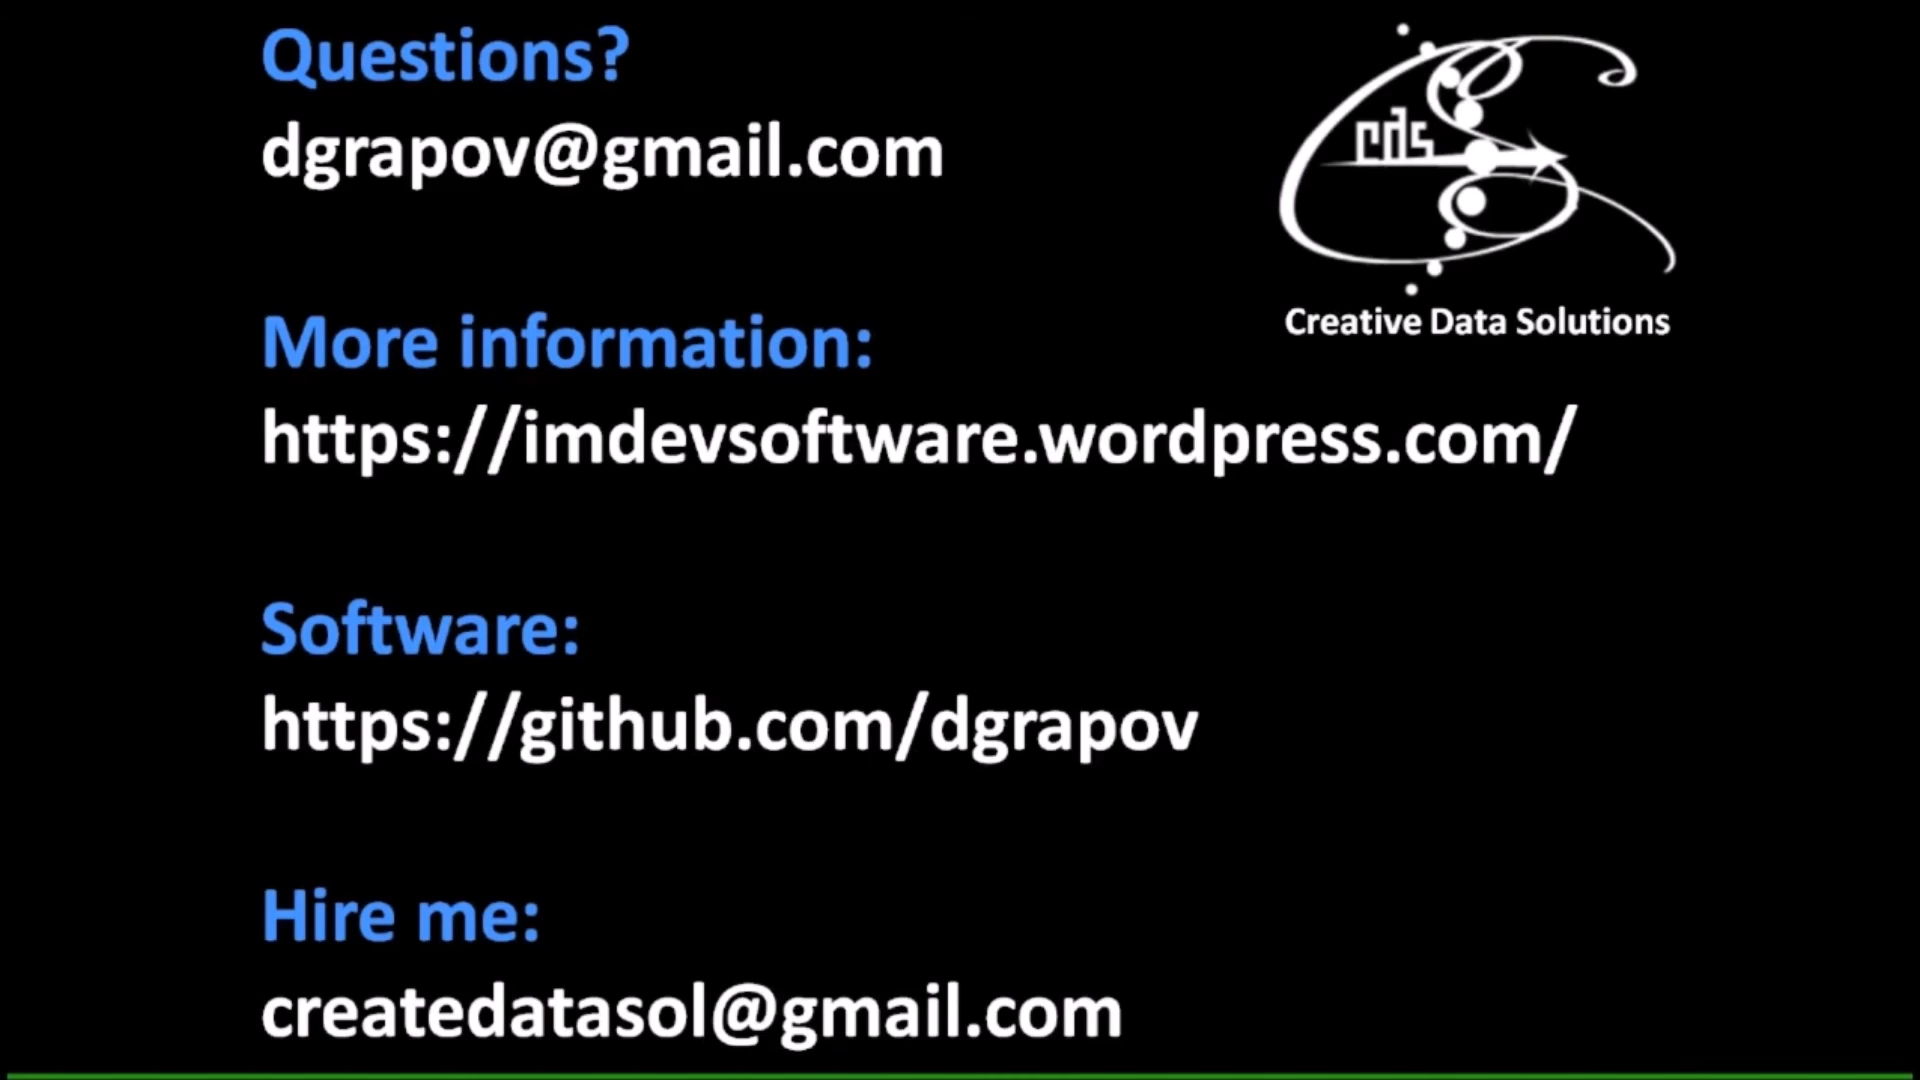 Questions?
dgrapov@gmail.com
cds
Creative Data Solutions
More information:
https://imdevsoftware.wordpress.com/
Software:
https://github.com/dgrapov
Hire me:
createdatasol@gmail.com